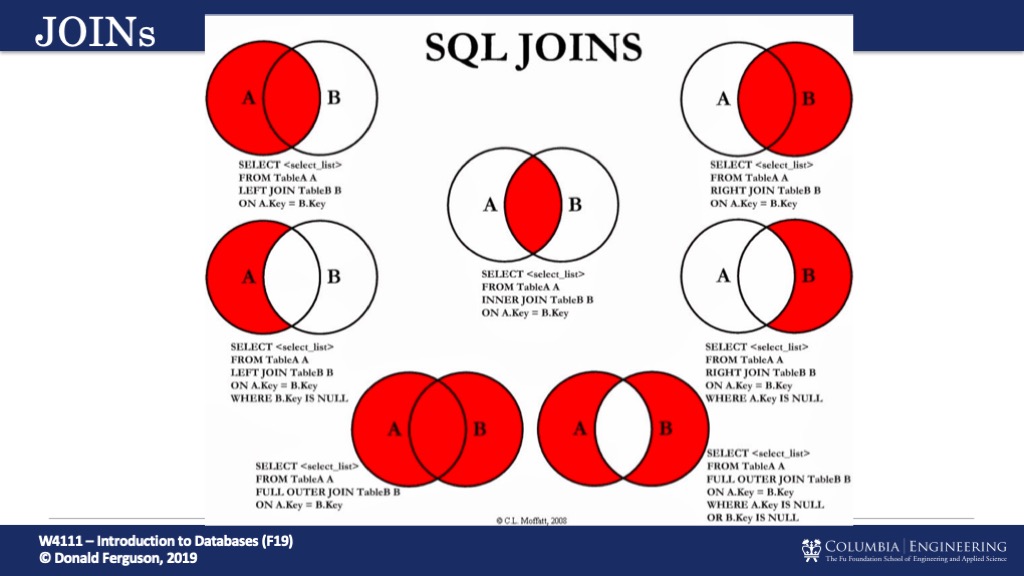 JOINs
SQL JOINS
A B
SELECT <select_list>
FROM TableA A
LEFT JOIN TableB B
ON A.Key = B.Key
A B
SELECT <select_list>
FROM TableA A
RIGHT JOIN TableB B
ON A.Key = B.Key
A B
SELECT <select_list>
FROM TableA A
INNER JOIN TableB B
ON A.Key = B.Key
A B
SELECT <select_list>
FROM TableA A
LEFT JOIN TableB B
ON A.Key = B.Key
WHERE B.Key IS NULL
A B
SELECT <select_list>
FROM TableA A
RIGHT JOIN TableB B
ON A.Key = B.Key
WHERE A.Key IS NULL
A B
SELECT <select_list>
FROM TableA A
FULL OUTER JOIN TableB B
ON A.Key = B.Key
A B
SELECT <select_list>
FROM TableA A
FULL OUTER JOIN TableB B
ON A.Key = B.Key
WHERE A.Key IS NULL
OR B.Key IS NULL
© C.L. Moffatt, 2008
W4111 – Introduction to Databases (F19)
© Donald Ferguson, 2019
COLUMBIA | ENGINEERING
The Fu Foundation School of Engineering and Applied Science